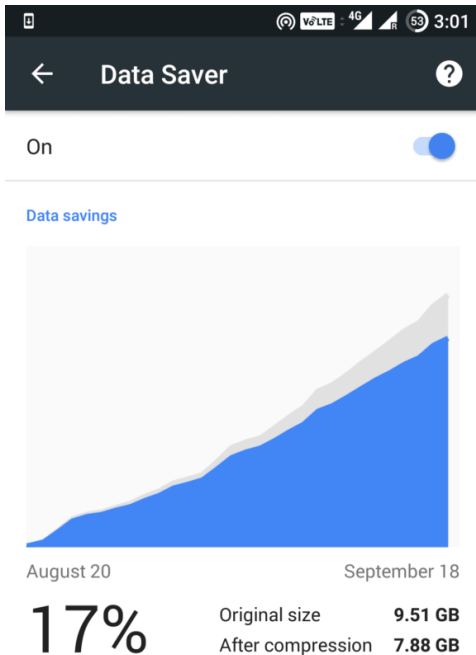 VoLTE 4G R 53 3:01
Data Saver
On
Data savings
August 20 September 18
17%
Original size 9.51 GB
After compression 7.88 GB